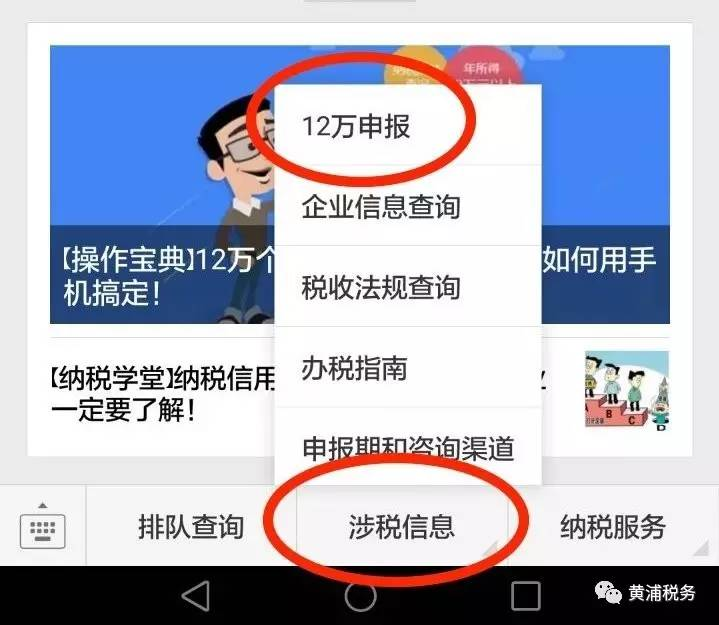 年所得
12万申报
企业信息查询
【操作宝典】12万个
如何用手
机搞定！
税收法规查询
办税指南
【纳税学堂】纳税信用
一定要了解！
A
B
C
D
申报期和咨询渠道
排队查询
涉税信息
纳税服务
黄浦税务